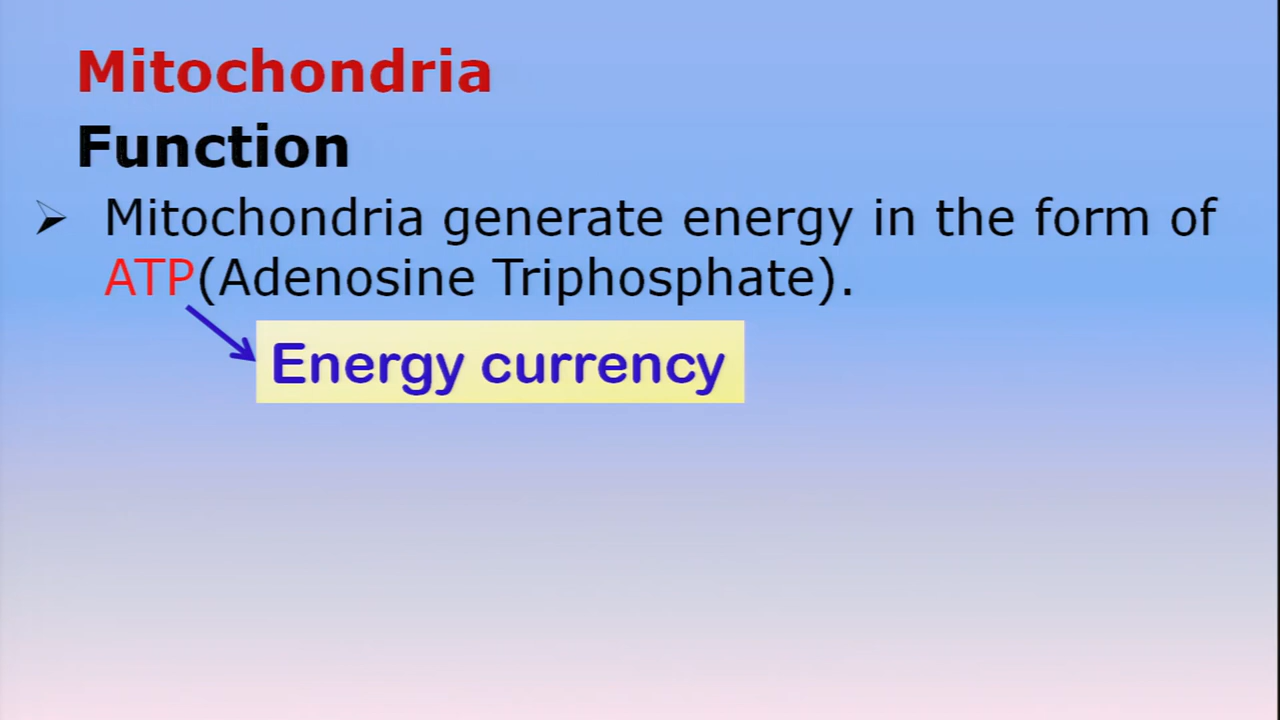 Mitochondria
Function
Mitochondria generate energy in the form of
ATP(Adenosine Triphosphate).
Energy currency